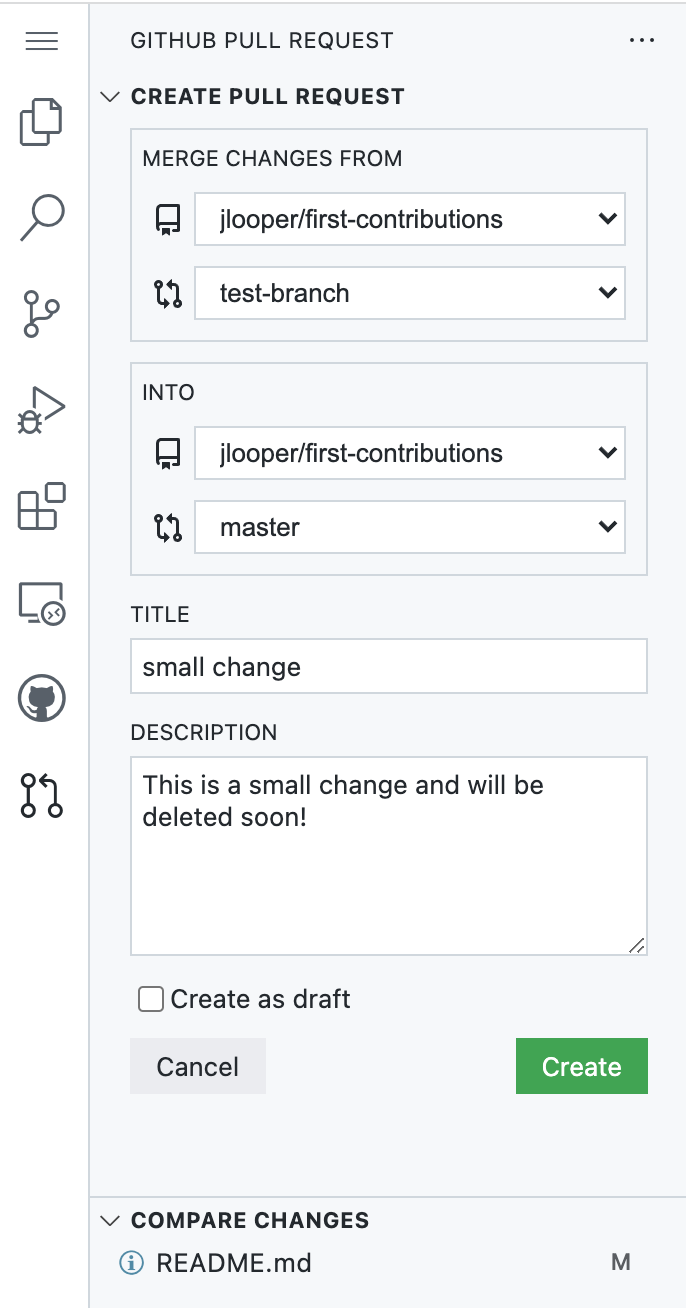 GITHUB PULL REQUEST
CREATE PULL REQUEST
MERGE CHANGES FROM
jlooper/first-contributions
test-branch
INTO
jlooper/first-contributions
master
TITLE
small change
DESCRIPTION
This is a small change and will be
deleted soon!
Create as draft
Cancel Create
COMPARE CHANGES
README.md M